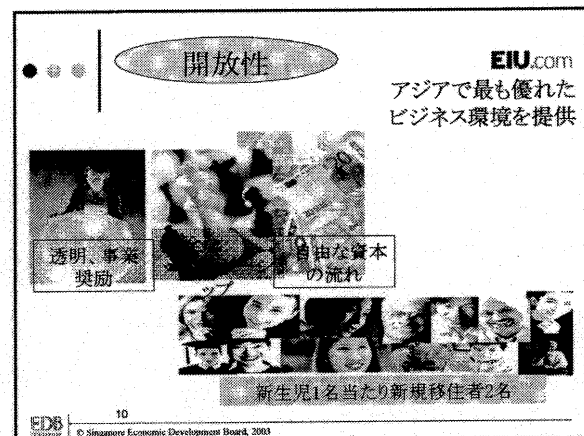 開放性
EIU.com
アジアで最も優れた
ビジネス環境を提供
透明、事業
奨励
自由な資本
の流れ
ップ
新生児1名当たり新規移住者2名
10
EDB
© Singapore Economic Development Board, 2003